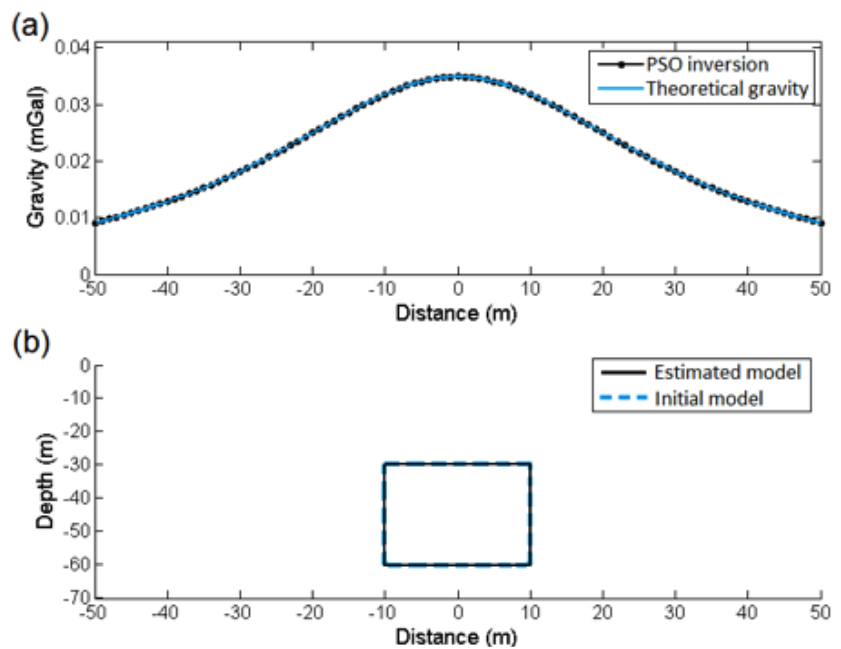 (a)
0.04
0.03
0.02
0.01
0
Gravity (mGal)
PSO inversion
Theoretical gravity
-50 -40 -30 -20 -10 0 10 20 30 40 50
Distance (m)
(b)
0
-10
-20
-30
-40
-50
-60
-70
Depth (m)
Estimated model
Initial model
-50 -40 -30 -20 -10 0 10 20 30 40 50
Distance (m)